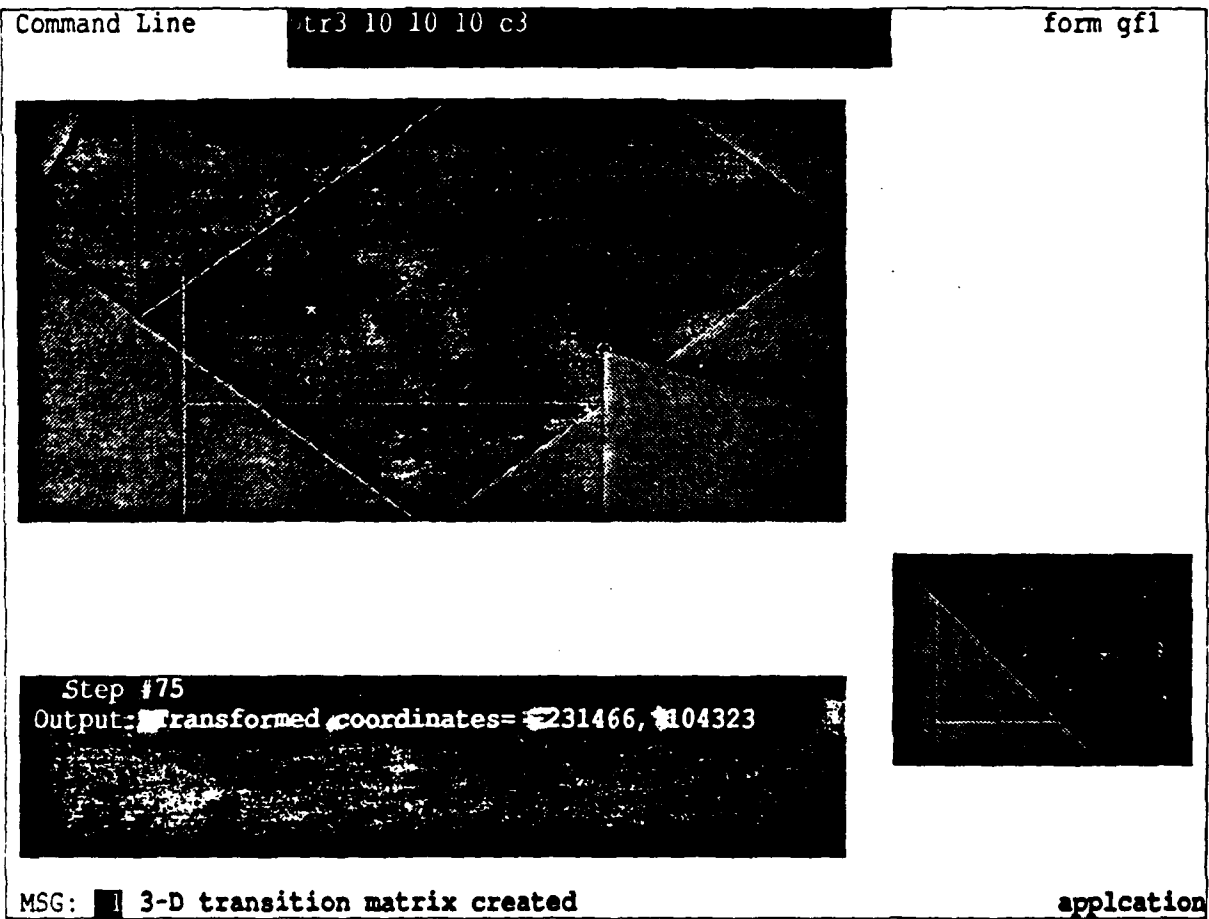 Command Line tr3 10 10 10 c3 form gf1
Step #75
Output: Transformed coordinates= 231466, 104323
MSG: 3-D transition matrix created applcation